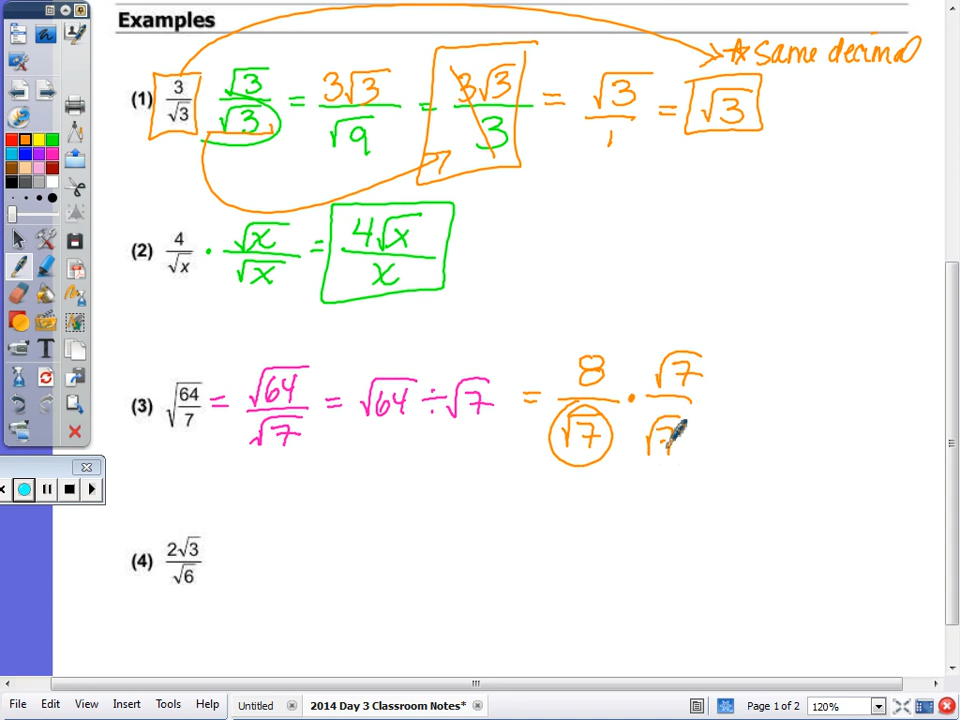 Examples
☆ Same decimal
(1) 3/√3 √3/√3 = 3√3/√9 = 3√3/3 = √3/1 = √3
(2) 4/√x · √x/√x = 4√x/x
(3) √(64/7) = √64/√7 = √64 ÷ √7 = 8/√7 · √7/√7
(4) 2√3/√6
File Edit View Insert Tools Help Untitled 2014 Day 3 Classroom Notes* Page 1 of 2 120%